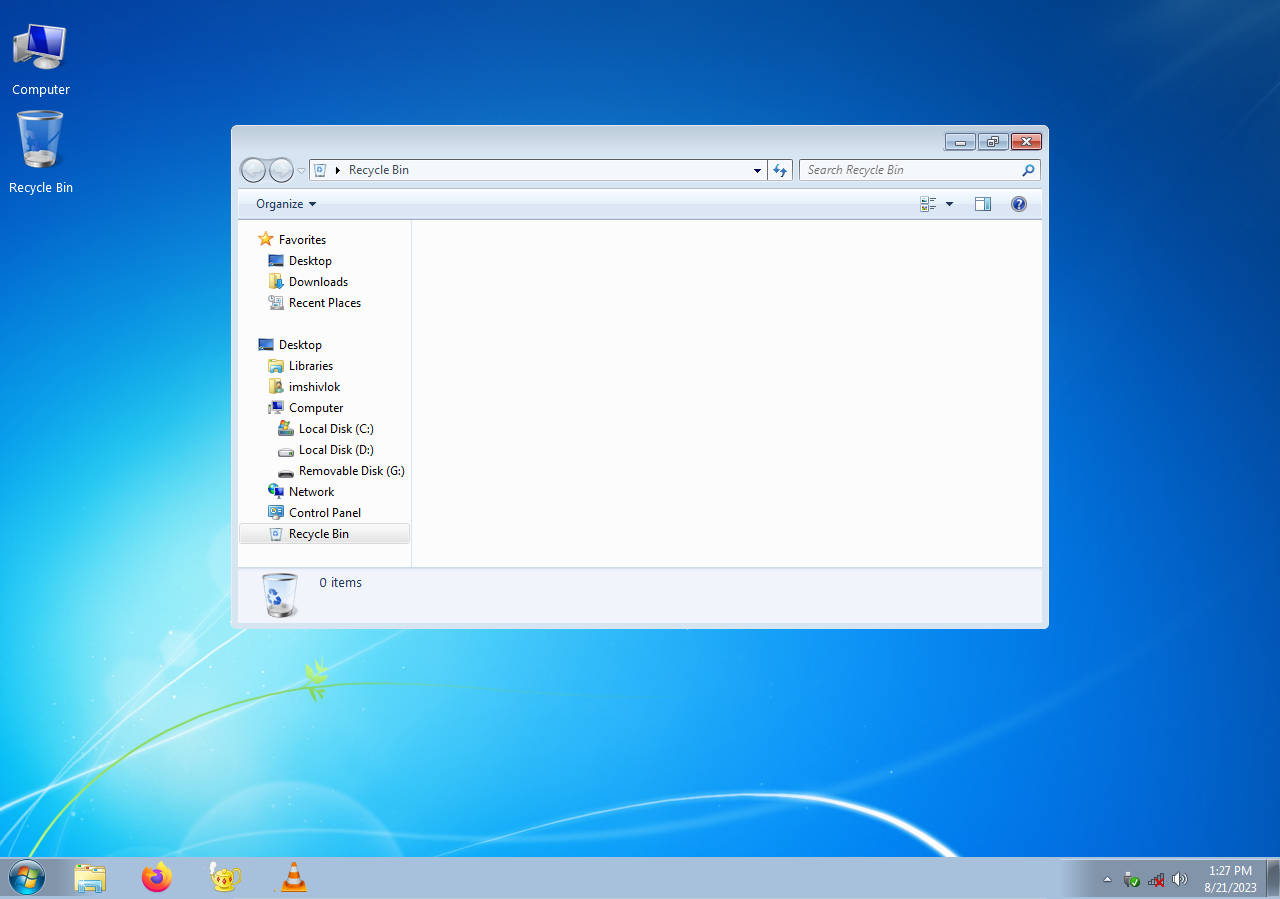 Computer
Recycle Bin
Recycle Bin
Search Recycle Bin
Organize
Favorites
Desktop
Downloads
Recent Places
Desktop
Libraries
imshivlok
Computer
Local Disk (C:)
Local Disk (D:)
Removable Disk (G:)
Network
Control Panel
Recycle Bin
0 items
1:27 PM
8/21/2023